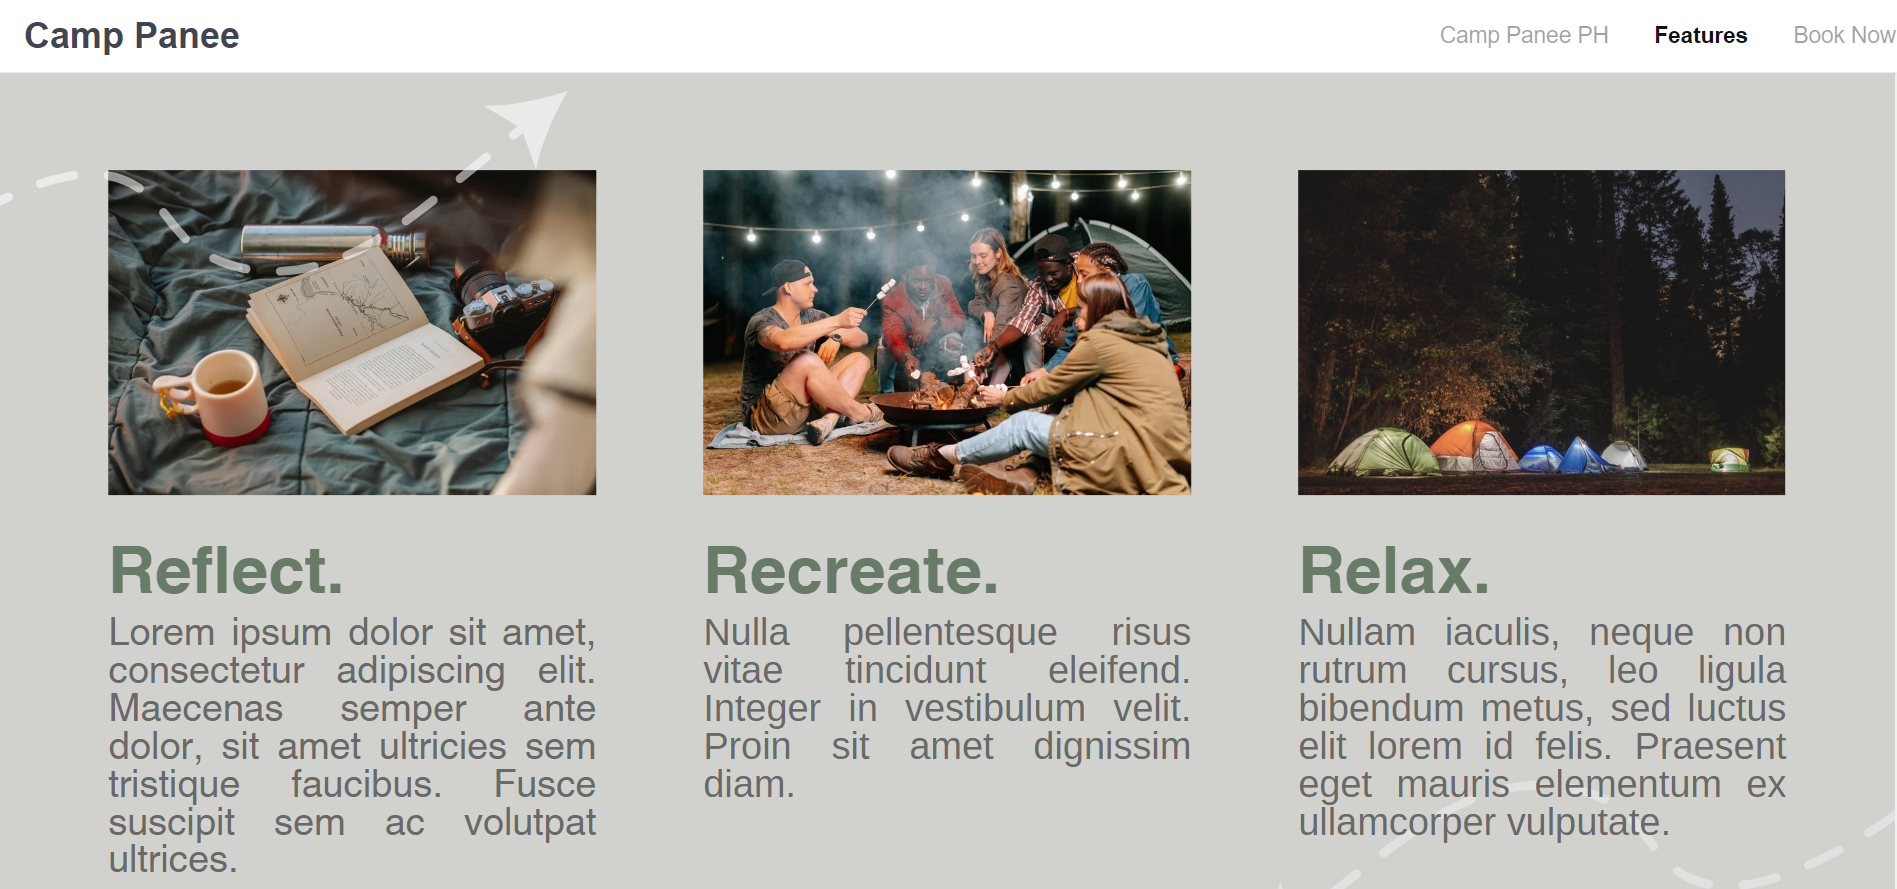 Camp Panee
Camp Panee PH
Features
Book Now
Reflect.
Lorem ipsum dolor sit amet,
consectetur adipiscing elit.
Maecenas semper ante
dolor, sit amet ultricies sem
tristique faucibus. Fusce
suscipit sem ac volutpat
ultrices.
Recreate.
Nulla pellentesque risus
vitae tincidunt eleifend.
Integer in vestibulum velit.
Proin sit amet dignissim
diam.
Relax.
Nullam iaculis, neque non
rutrum cursus, leo ligula
bibendum metus, sed luctus
elit lorem id felis. Praesent
eget mauris elementum ex
ullamcorper vulputate.